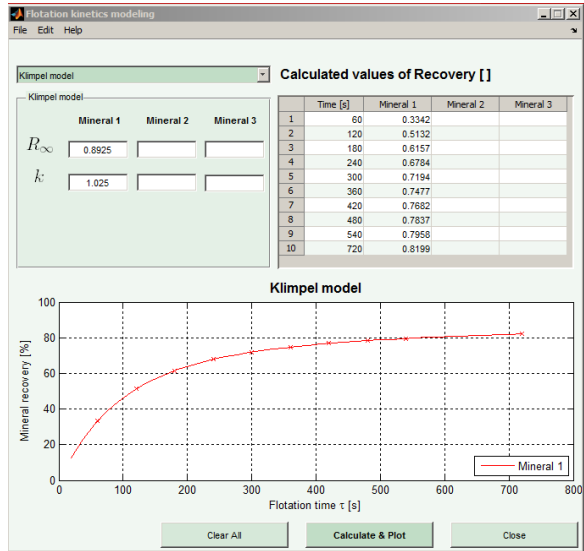 Flotation kinetics modeling
File Edit Help
Klimpel model
Calculated values of Recovery [ ]
Klimpel model
Mineral 1 Mineral 2 Mineral 3
R∞ 0.8925
k 1.025
Time [s] Mineral 1 Mineral 2 Mineral 3
1 60 0.3342
2 120 0.5132
3 180 0.6157
4 240 0.6784
5 300 0.7194
6 360 0.7477
7 420 0.7682
8 480 0.7837
9 540 0.7958
10 720 0.8199
Klimpel model
Mineral recovery [%]
100
80
60
40
20
0
0 100 200 300 400 500 600 700 800
Mineral 1
Flotation time τ [s]
Clear All Calculate & Plot Close